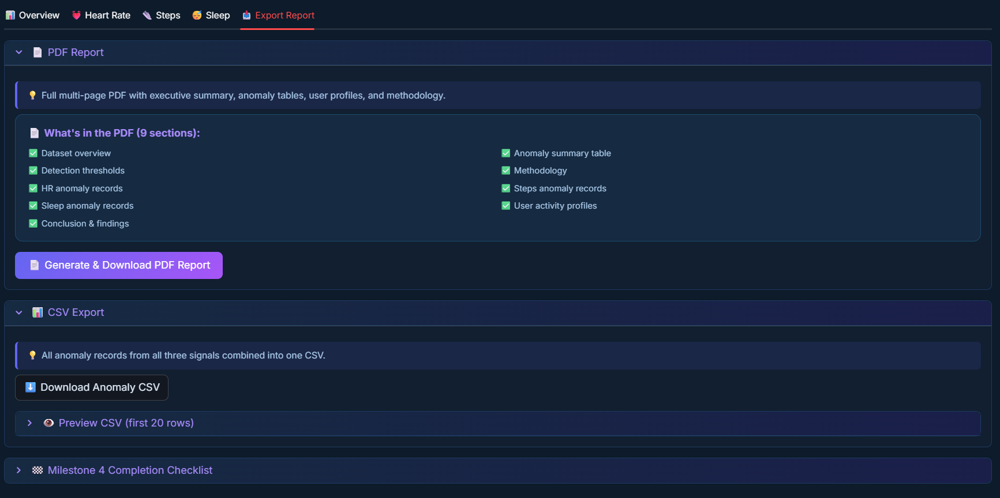 Overview Heart Rate Steps Sleep Export Report
PDF Report
Full multi-page PDF with executive summary, anomaly tables, user profiles, and methodology.
What's in the PDF (9 sections):
Dataset overview
Anomaly summary table
Detection thresholds
Methodology
HR anomaly records
Steps anomaly records
Sleep anomaly records
User activity profiles
Conclusion & findings
Generate & Download PDF Report
CSV Export
All anomaly records from all three signals combined into one CSV.
Download Anomaly CSV
Preview CSV (first 20 rows)
Milestone 4 Completion Checklist